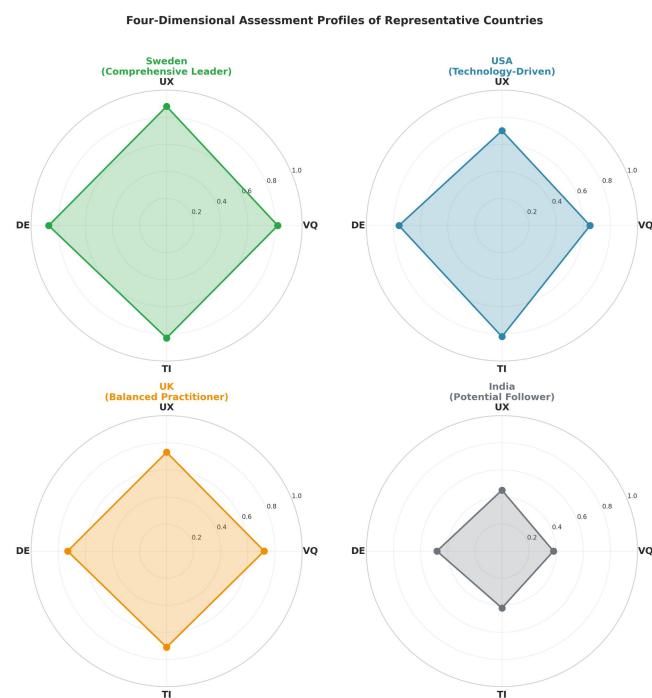 Four-Dimensional Assessment Profiles of Representative Countries
Sweden
(Comprehensive Leader)
UX
1.0
0.8
0.6
0.4
0.2
DE
VQ
TI
USA
(Technology-Driven)
UX
1.0
0.8
0.6
0.4
0.2
DE
VQ
TI
UK
(Balanced Practitioner)
UX
1.0
0.8
0.6
0.4
0.2
DE
VQ
TI
India
(Potential Follower)
UX
1.0
0.8
0.6
0.4
0.2
DE
VQ
TI